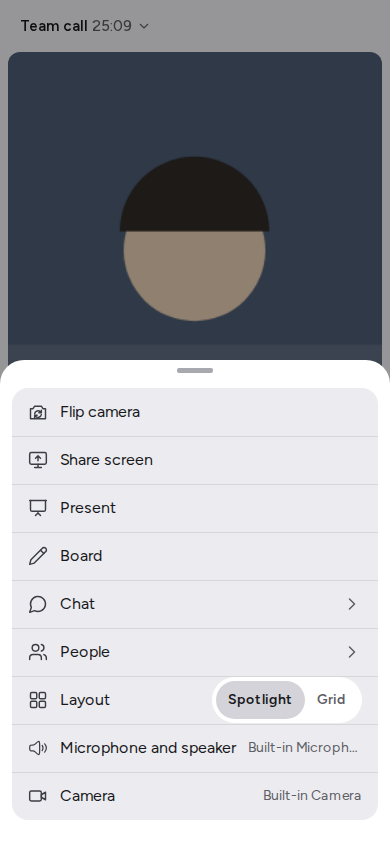 Team call 25:09
Flip camera
Share screen
Present
Board
Chat
People
Layout Spotlight Grid
Microphone and speaker Built-in Microph...
Camera Built-in Camera